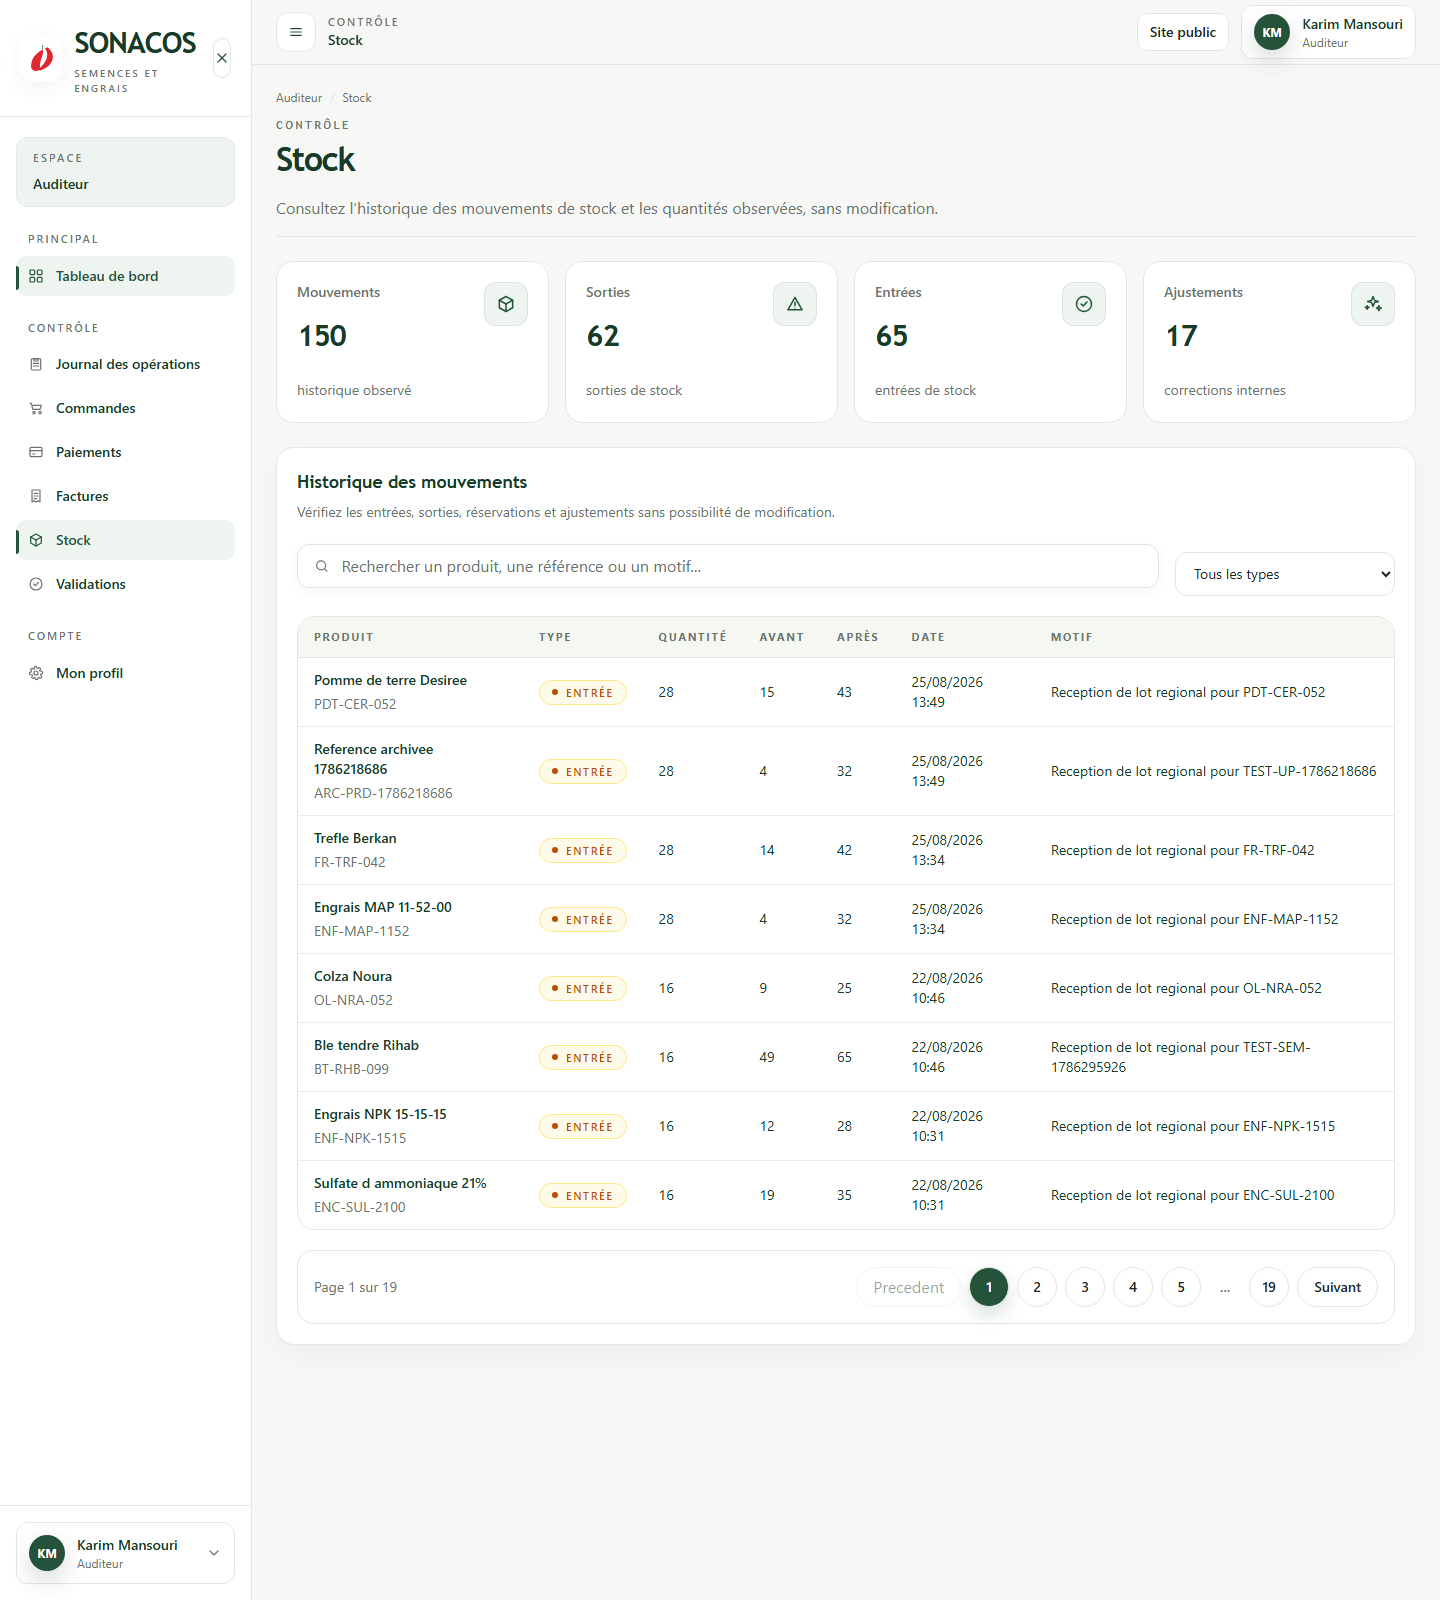 SONACOS
SEMENCES ET
ENGRAIS
ESPACE
Auditeur
PRINCIPAL
Tableau de bord
CONTRÔLE
Journal des opérations
Commandes
Paiements
Factures
Stock
Validations
COMPTE
Mon profil
KM
Karim Mansouri
Auditeur
CONTRÔLE
Stock
Site public
KM
Karim Mansouri
Auditeur
Auditeur / Stock
CONTRÔLE
Stock
Consultez l'historique des mouvements de stock et les quantités observées, sans modification.
Mouvements
150
historique observé
Sorties
62
sorties de stock
Entrées
65
entrées de stock
Ajustements
17
corrections internes
Historique des mouvements
Vérifiez les entrées, sorties, réservations et ajustements sans possibilité de modification.
Rechercher un produit, une référence ou un motif...
Tous les types
PRODUIT TYPE QUANTITÉ AVANT APRÈS DATE MOTIF
Pomme de terre Desiree
PDT-CER-052
ENTRÉE 28 15 43
25/08/2026
13:49
Reception de lot regional pour PDT-CER-052
Reference archivee
1786218686
ARC-PRD-1786218686
ENTRÉE 28 4 32
25/08/2026
13:49
Reception de lot regional pour TEST-UP-1786218686
Trefle Berkan
FR-TRF-042
ENTRÉE 28 14 42
25/08/2026
13:34
Reception de lot regional pour FR-TRF-042
Engrais MAP 11-52-00
ENF-MAP-1152
ENTRÉE 28 4 32
25/08/2026
13:34
Reception de lot regional pour ENF-MAP-1152
Colza Noura
OL-NRA-052
ENTRÉE 16 9 25
22/08/2026
10:46
Reception de lot regional pour OL-NRA-052
Ble tendre Rihab
BT-RHB-099
ENTRÉE 16 49 65
22/08/2026
10:46
Reception de lot regional pour TEST-SEM-
1786295926
Engrais NPK 15-15-15
ENF-NPK-1515
ENTRÉE 16 12 28
22/08/2026
10:31
Reception de lot regional pour ENF-NPK-1515
Sulfate d ammoniaque 21%
ENC-SUL-2100
ENTRÉE 16 19 35
22/08/2026
10:31
Reception de lot regional pour ENC-SUL-2100
Page 1 sur 19
Precedent 1 2 3 4 5 ... 19 Suivant